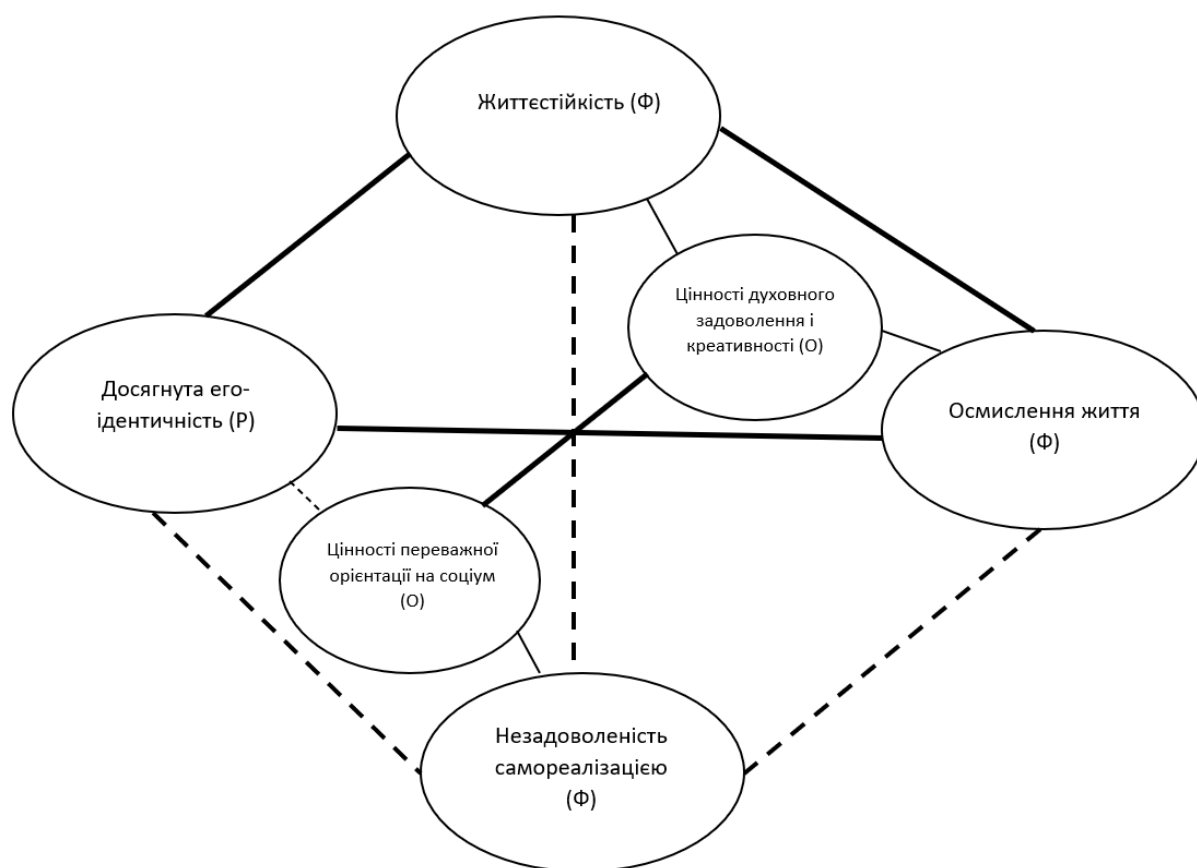 Життєстійкість (Ф)
Цінності духовного
задоволення і
креативності (О)
Досягнута его-
ідентичність (Р)
Осмислення життя
(Ф)
Цінності переважної
орієнтації на соціум
(О)
Незадоволеність
самореалізацією
(Ф)